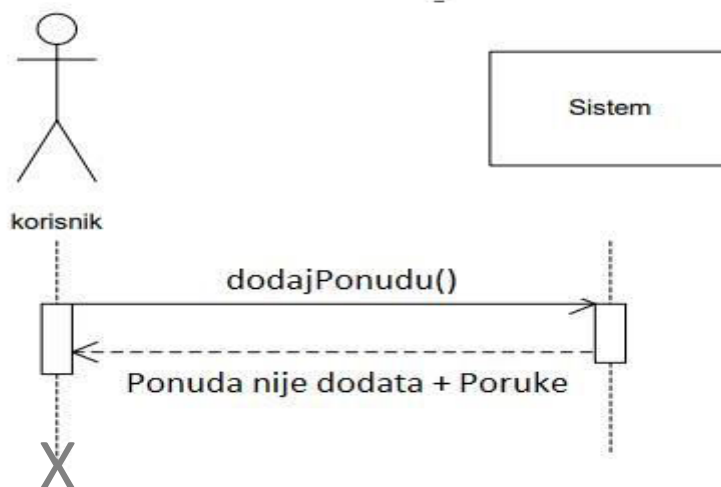 Sistem
korisnik
dodajPonudu()
Ponuda nije dodata + Poruke
X